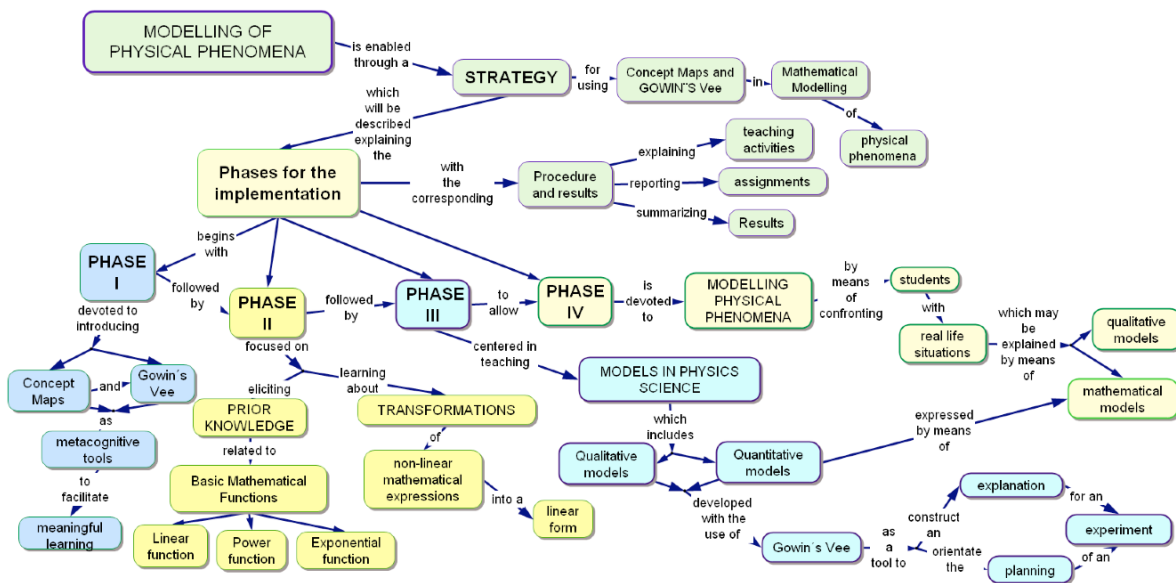 MODELLING OF
PHYSICAL PHENOMENA
is enabled
through a
STRATEGY
for
using
Concept Maps and
GOWIN'S Vee
in
Mathematical
Modelling
of
physical
phenomena
which
will be
described
explaining
the
Phases for the
implementation
with
the
corresponding
Procedure
and results
explaining
teaching
activities
reporting
assignments
summarizing
Results
begins
with
PHASE
I
followed
by
PHASE
II
followed
by
PHASE
III
to
allow
PHASE
IV
is
devoted
to
MODELLING
PHYSICAL
PHENOMENA
by
means
of
confronting
students
with
real life
situations
which may
be
explained
by means
of
qualitative
models
mathematical
models
devoted to
introducing
Concept
Maps
and
Gowin´s
Vee
as
metacognitive
tools
to
facilitate
meaningful
learning
focused on
eliciting
PRIOR
KNOWLEDGE
related to
Basic Mathematical
Functions
Linear
function
Power
function
Exponential
function
learning
about
TRANSFORMATIONS
of
non-linear
mathematical
expressions
into a
linear
form
centered in
teaching
MODELS IN PHYSICS
SCIENCE
which
includes
Qualitative
models
Quantitative
models
expressed
by means
of
developed
with the
use of
Gowin´s Vee
as
a
tool to
construct
an
explanation
for an
experiment
orientate
the
planning
of an